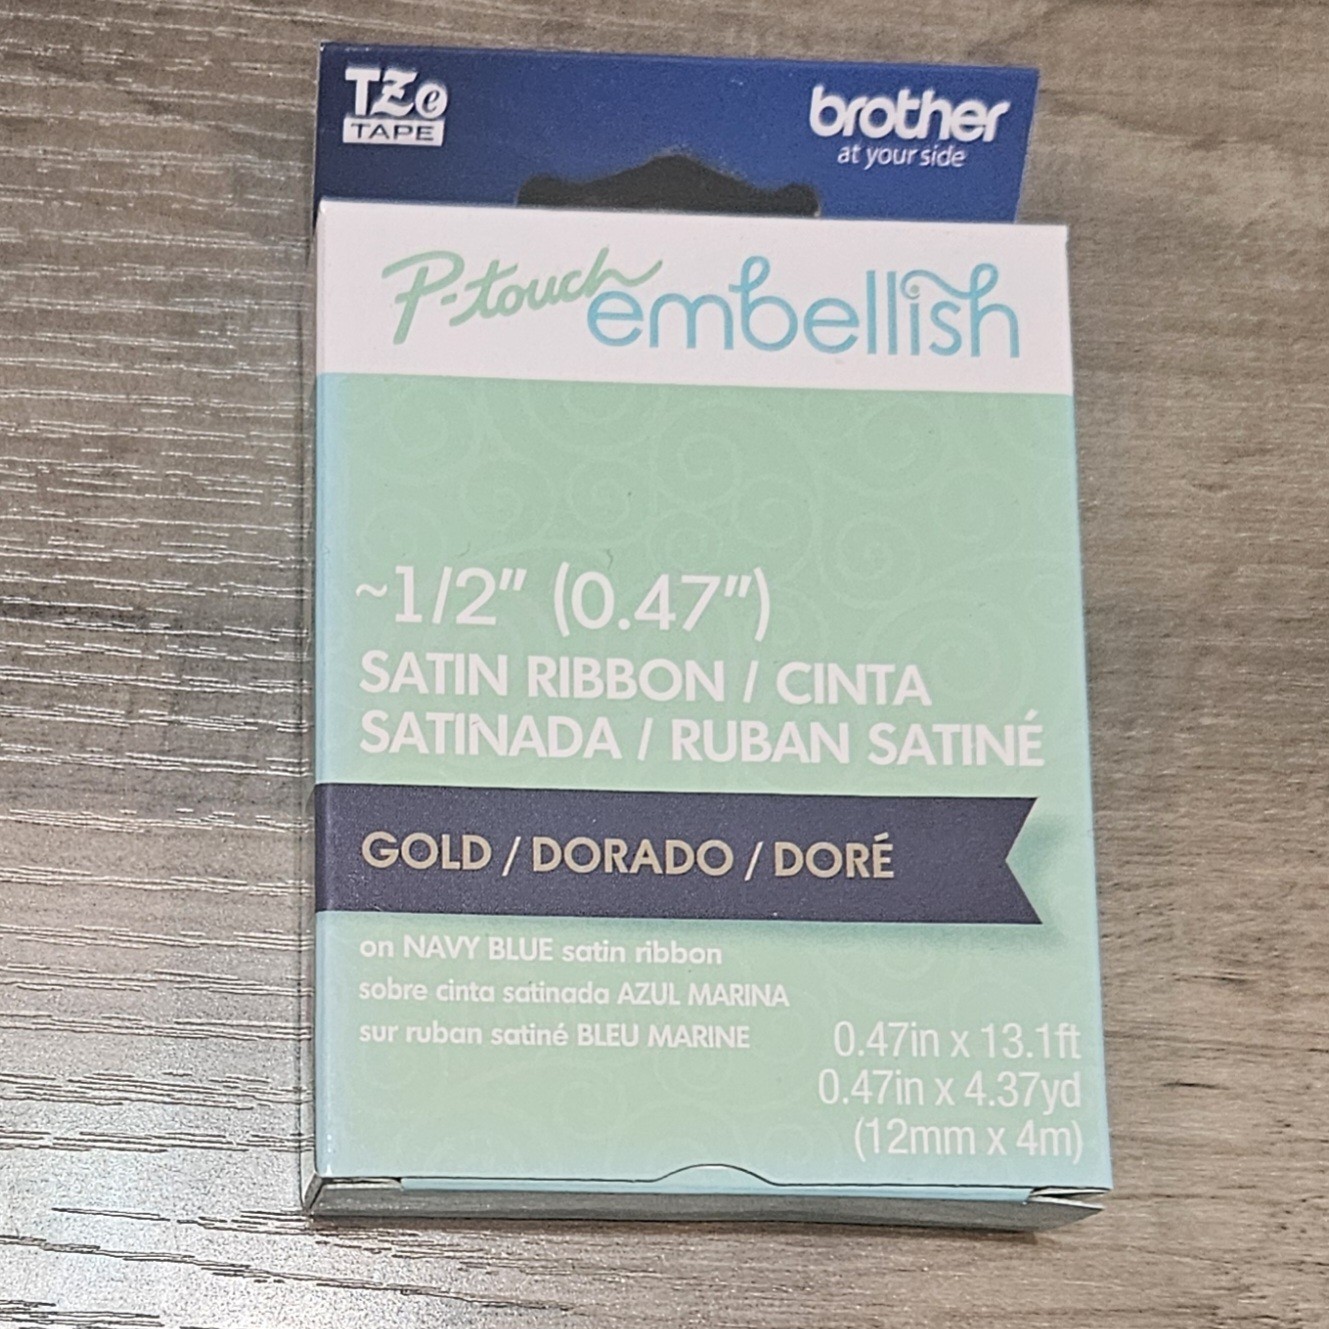 TZe
TAPE
brother
at your side
P-touch embellish
~1/2" (0.47")
SATIN RIBBON / CINTA
SATINADA / RUBAN SATINÉ
GOLD / DORADO / DORÉ
on NAVY BLUE satin ribbon
sobre cinta satinada AZUL MARINA
sur ruban satiné BLEU MARINE
0.47in x 13.1ft
0.47in x 4.37yd
(12mm x 4m)